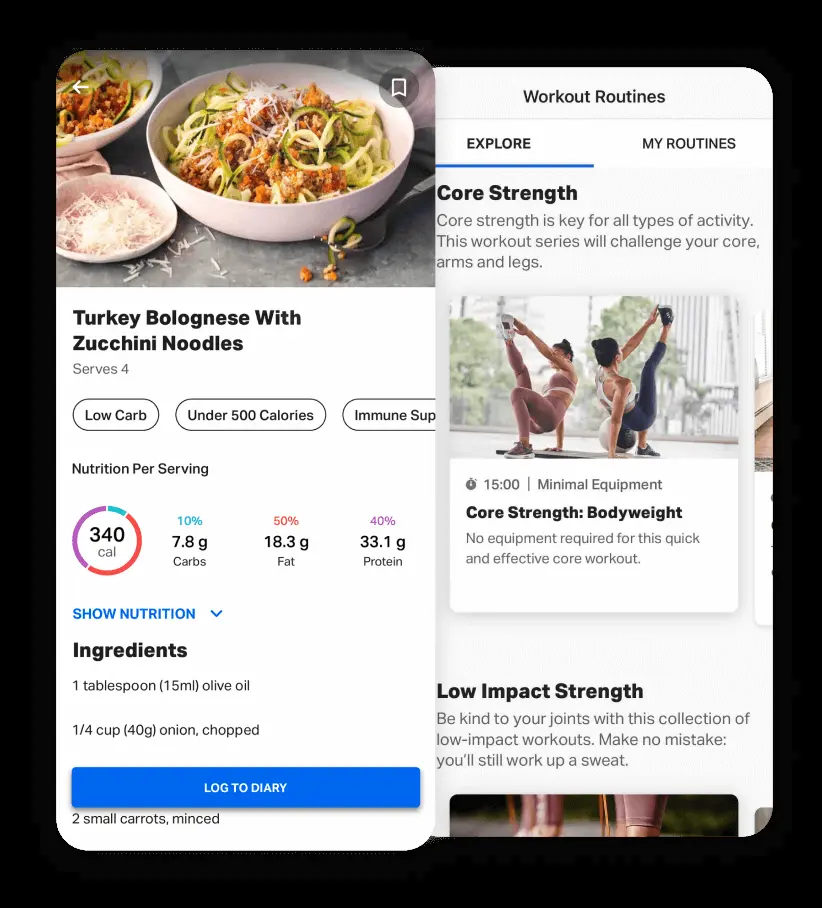 Turkey Bolognese With
Zucchini Noodles
Serves 4
Low Carb
Under 500 Calories
Immune Sup
Nutrition Per Serving
340
cal
10%
7.8 g
Carbs
50%
18.3 g
Fat
40%
33.1 g
Protein
SHOW NUTRITION
Ingredients
1 tablespoon (15ml) olive oil
1/4 cup (40g) onion, chopped
LOG TO DIARY
2 small carrots, minced
Workout Routines
EXPLORE
MY ROUTINES
Core Strength
Core strength is key for all types of activity.
This workout series will challenge your core,
arms and legs.
15:00 | Minimal Equipment
Core Strength: Bodyweight
No equipment required for this quick
and effective core workout.
Low Impact Strength
Be kind to your joints with this collection of
low-impact workouts. Make no mistake:
you’ll still work up a sweat.